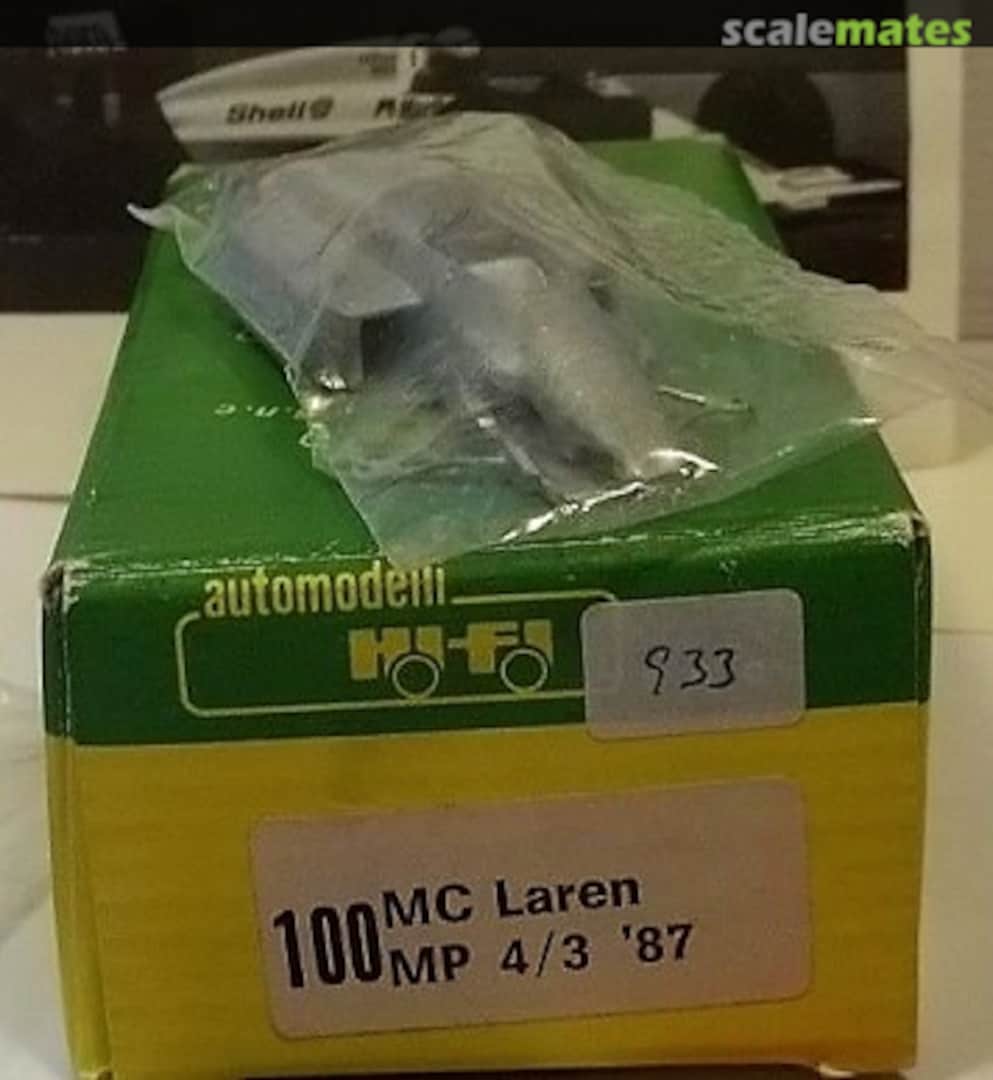 scalemates
Shell
automodelli
HI-FI
933
100 MC Laren
MP 4/3 '87